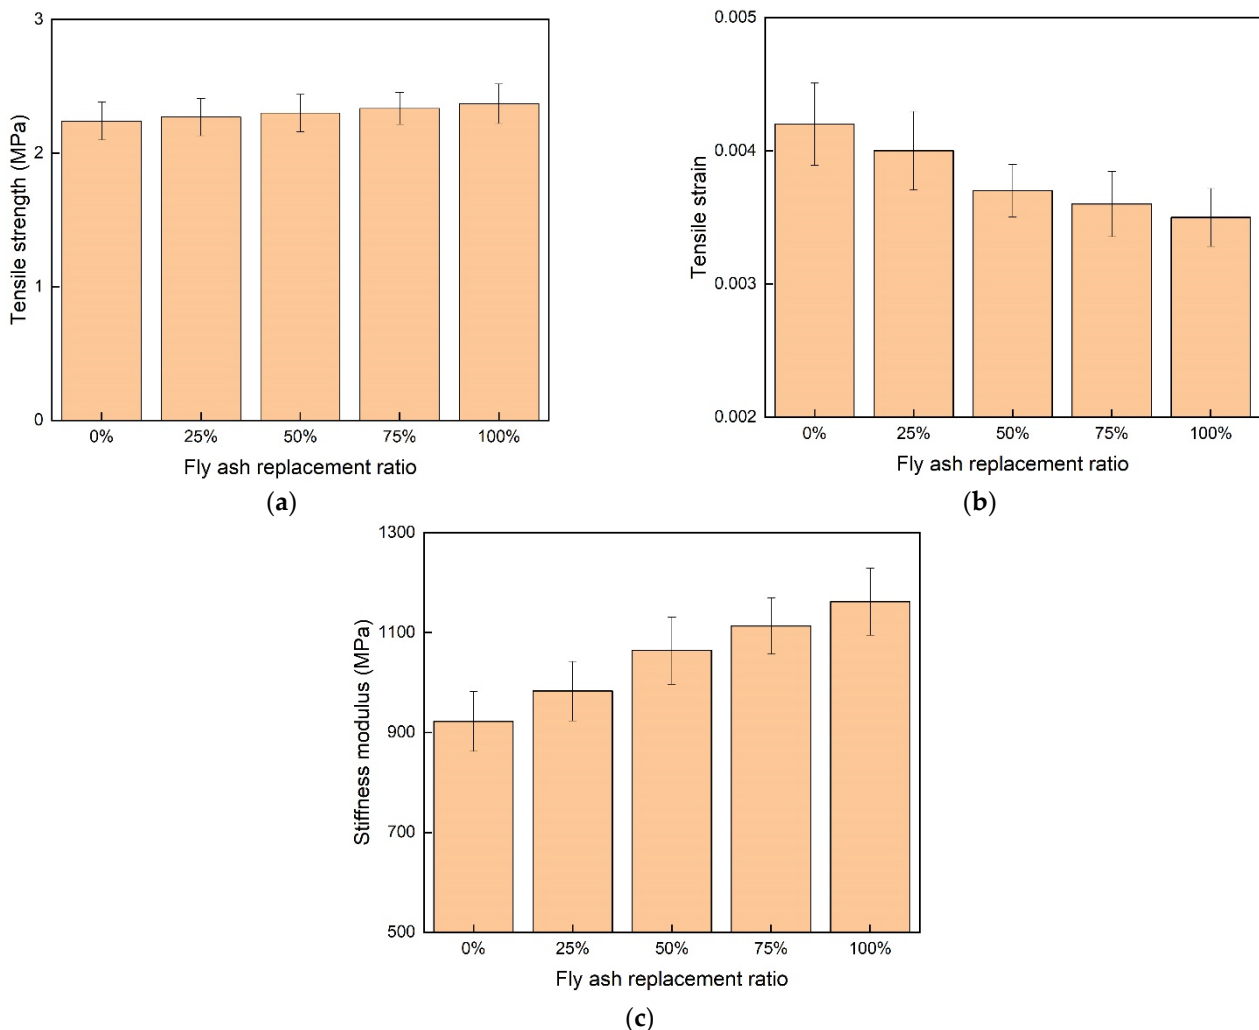 3
2
1
0
Tensile strength (MPa)
0% 25% 50% 75% 100%
Fly ash replacement ratio
(a)
0.005
0.004
0.003
0.002
Tensile strain
0% 25% 50% 75% 100%
Fly ash replacement ratio
(b)
1300
1100
900
700
500
Stiffness modulus (MPa)
0% 25% 50% 75% 100%
Fly ash replacement ratio
(c)